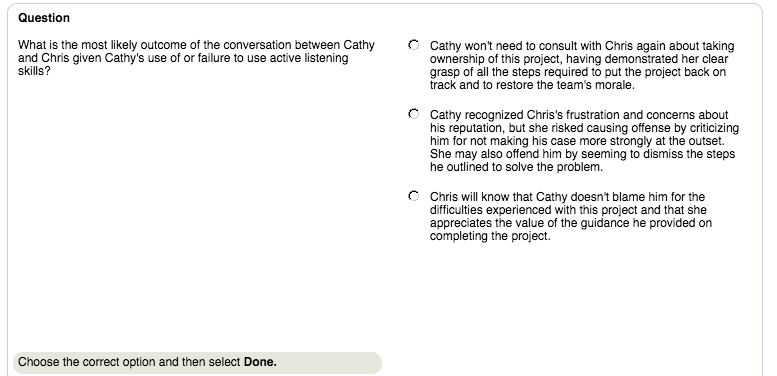 Question
What is the most likely outcome of the conversation between Cathy
and Chris given Cathy's use of or failure to use active listening
skills?
Cathy won't need to consult with Chris again about taking
ownership of this project, having demonstrated her clear
grasp of all the steps required to put the project back on
track and to restore the team's morale.
Cathy recognized Chris's frustration and concerns about
his reputation, but she risked causing offense by criticizing
him for not making his case more strongly at the outset.
She may also offend him by seeming to dismiss the steps
he outlined to solve the problem.
Chris will know that Cathy doesn't blame him for the
difficulties experienced with this project and that she
appreciates the value of the guidance he provided on
completing the project.
Choose the correct option and then select Done.